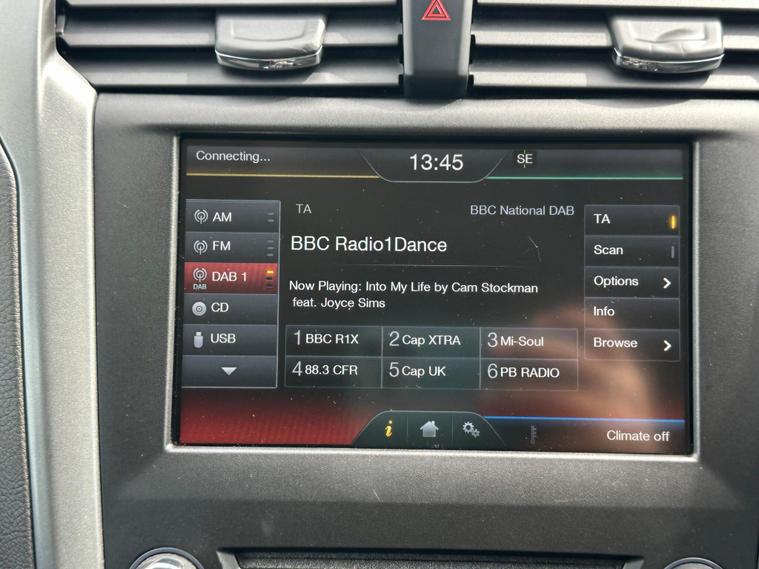 Connecting...
13:45
SE
AM
FM
DAB 1
DAB
CD
USB
TA
BBC National DAB
BBC Radio1Dance
Now Playing: Into My Life by Cam Stockman
feat. Joyce Sims
1 BBC R1X
2 Cap XTRA
3 Mi-Soul
4 88.3 CFR
5 Cap UK
6 PB RADIO
TA
Scan
Options
Info
Browse
i
Climate off